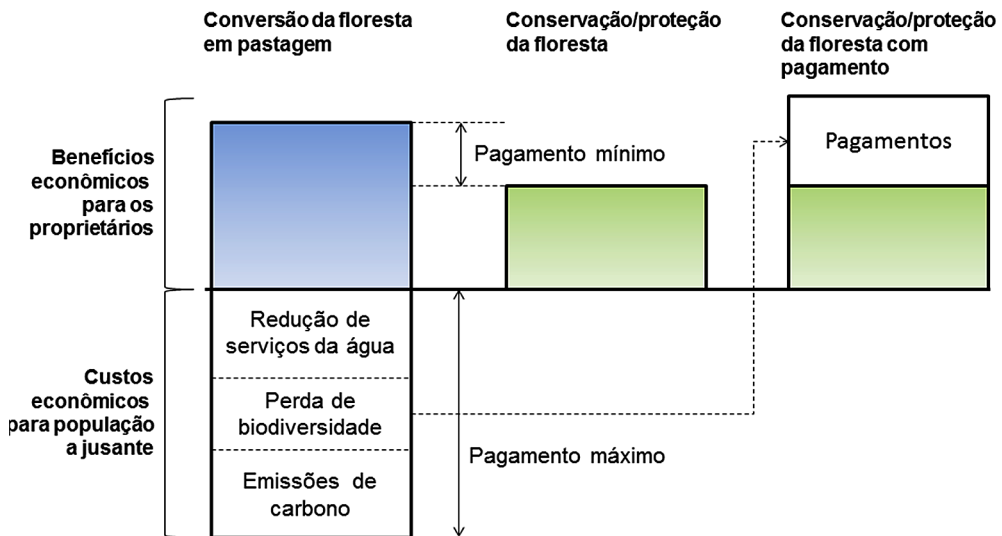 Conversão da floresta
em pastagem
Conservação/proteção
da floresta
Conservação/proteção
da floresta com
pagamento
Benefícios
econômicos
para os
proprietários
Pagamento mínimo
Pagamentos
Redução de
serviços da água
Perda de
biodiversidade
Emissões de
carbono
Custos
econômicos
para população
a jusante
Pagamento máximo